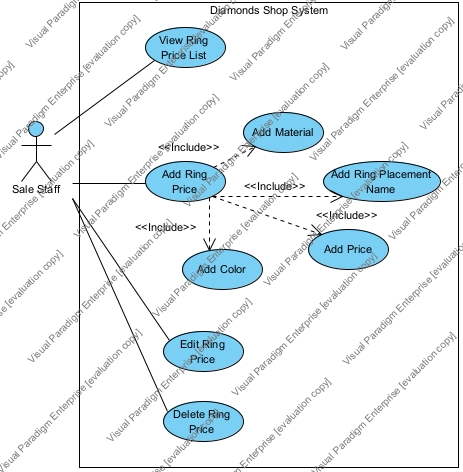 Diamonds Shop System
View Ring
Price List
<<Include>>
Add Material
Sale Staff
Add Ring
Price
<<Include>>
Add Ring Placement
Name
<<Include>>
<<Include>>
Add Price
Add Color
Edit Ring
Price
Delete Ring
Price
Visual Paradigm Enterprise [evaluation copy]